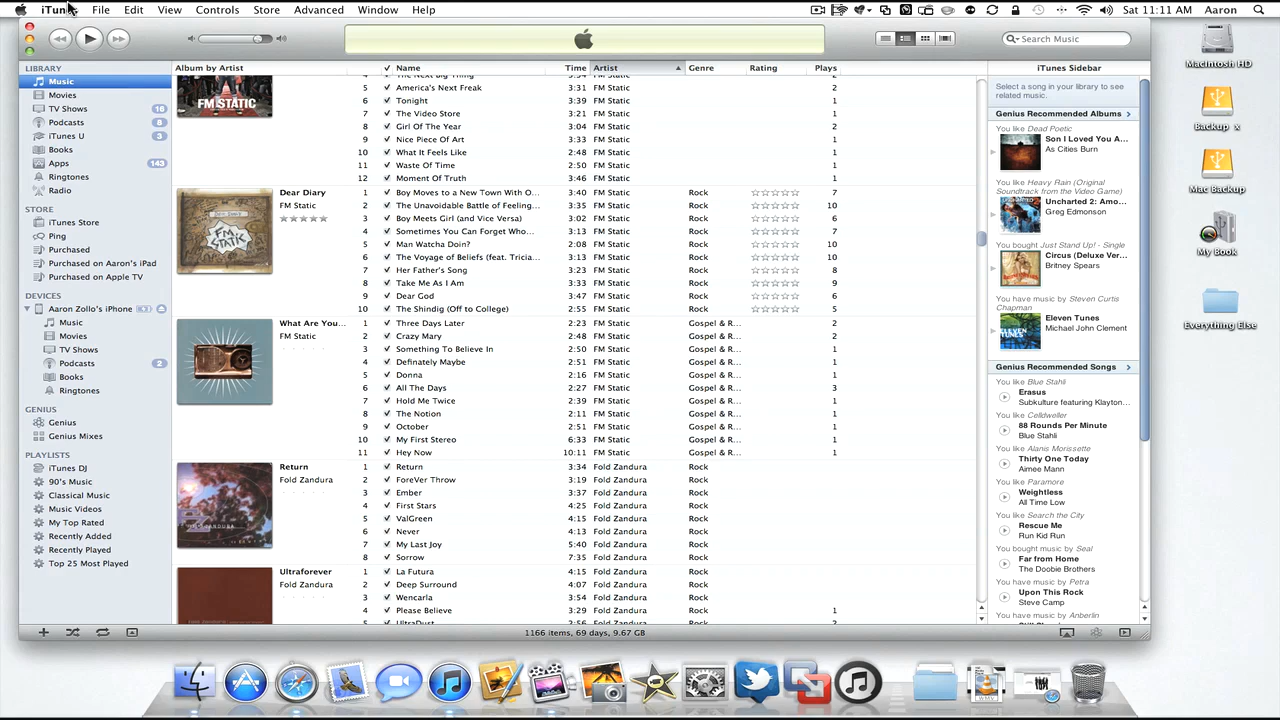 iTunes File Edit View Controls Store Advanced Window Help Sat 11:11 AM Aaron
Search Music
LIBRARY Album by Artist Name Time Artist Genre Rating Plays iTunes Sidebar
Music
Movies
TV Shows 16
Podcasts 8
iTunes U 3
Books
Apps 143
Ringtones
Radio
STORE
iTunes Store
Ping
Purchased
Purchased on Aaron's iPad
Purchased on Apple TV
DEVICES
Aaron Zollo's iPhone
Music
Movies
TV Shows
Podcasts 2
Books
Ringtones
GENIUS
Genius
Genius Mixes
PLAYLISTS
iTunes DJ
90's Music
Classical Music
Music Videos
My Top Rated
Recently Added
Recently Played
Top 25 Most Played
FM STATIC
4 The Next Big Thing 3:34 FM Static 2
5 America's Next Freak 3:31 FM Static 2
6 Tonight 3:39 FM Static 1
7 The Video Store 3:21 FM Static 1
8 Girl Of The Year 3:04 FM Static 2
9 Nice Piece Of Art 3:23 FM Static 1
10 What It Feels Like 2:48 FM Static 1
11 Waste Of Time 2:50 FM Static 1
12 Moment Of Truth 3:46 FM Static 1
Dear Diary
FM Static
1 Boy Moves to a New Town With O... 3:40 FM Static Rock 7
2 The Unavoidable Battle of Feeling... 3:35 FM Static Rock 10
3 Boy Meets Girl (and Vice Versa) 3:02 FM Static Rock 6
4 Sometimes You Can Forget Who... 3:13 FM Static Rock 7
5 Man Watcha Doin? 2:08 FM Static Rock 10
6 The Voyage of Beliefs (feat. Tricia... 3:13 FM Static Rock 10
7 Her Father's Song 3:23 FM Static Rock 8
8 Take Me As I Am 3:33 FM Static Rock 9
9 Dear God 3:47 FM Static Rock 6
10 The Shindig (Off to College) 2:55 FM Static Rock 5
What Are You...
FM Static
1 Three Days Later 2:23 FM Static Gospel & R... 2
2 Crazy Mary 2:48 FM Static Gospel & R... 2
3 Something To Believe In 2:50 FM Static Gospel & R... 1
4 Definately Maybe 2:51 FM Static Gospel & R... 1
5 Donna 2:16 FM Static Gospel & R... 1
6 All The Days 2:27 FM Static Gospel & R... 3
7 Hold Me Twice 2:39 FM Static Gospel & R... 1
8 The Notion 2:11 FM Static Gospel & R... 1
9 October 2:51 FM Static Gospel & R... 1
10 My First Stereo 6:33 FM Static Gospel & R... 1
11 Hey Now 10:11 FM Static Gospel & R... 1
Return
Fold Zandura
1 Return 3:34 Fold Zandura Rock
2 ForeVer Throw 3:19 Fold Zandura Rock
3 Ember 3:37 Fold Zandura Rock
4 First Stars 4:25 Fold Zandura Rock
5 ValGreen 4:15 Fold Zandura Rock
6 Never 4:13 Fold Zandura Rock
7 My Last Joy 5:40 Fold Zandura Rock
8 Sorrow 7:35 Fold Zandura Rock
Ultraforever
Fold Zandura
1 La Futura 4:15 Fold Zandura Rock
2 Deep Surround 4:07 Fold Zandura Rock
3 Wencarla 3:54 Fold Zandura Rock
4 Please Believe 3:29 Fold Zandura Rock 1
5 UltraDust Fold Zandura Rock
1166 items, 69 days, 9.67 GB
Select a song in your library to see
related music.
Genius Recommended Albums
You like Dead Poetic
Son I Loved You A...
As Cities Burn
You like Heavy Rain (Original
Soundtrack from the Video Game)
Uncharted 2: Amo...
Greg Edmonson
You bought Just Stand Up! - Single
Circus (Deluxe Ver...
Britney Spears
You have music by Steven Curtis
Chapman
Eleven Tunes
Michael John Clement
Genius Recommended Songs
You like Blue Stahli
Erasus
Subkulture featuring Klayton...
You like Celldweller
88 Rounds Per Minute
Blue Stahli
You like Alanis Morissette
Thirty One Today
Aimee Mann
You like Paramore
Weightless
All Time Low
You like Search the City
Rescue Me
Run Kid Run
You bought music by Seal
Far from Home
The Doobie Brothers
You have music by Petra
Upon This Rock
Steve Camp
You have music by Anberlin
Macintosh HD
Backup x
Mac Backup
My Book
Everything Else